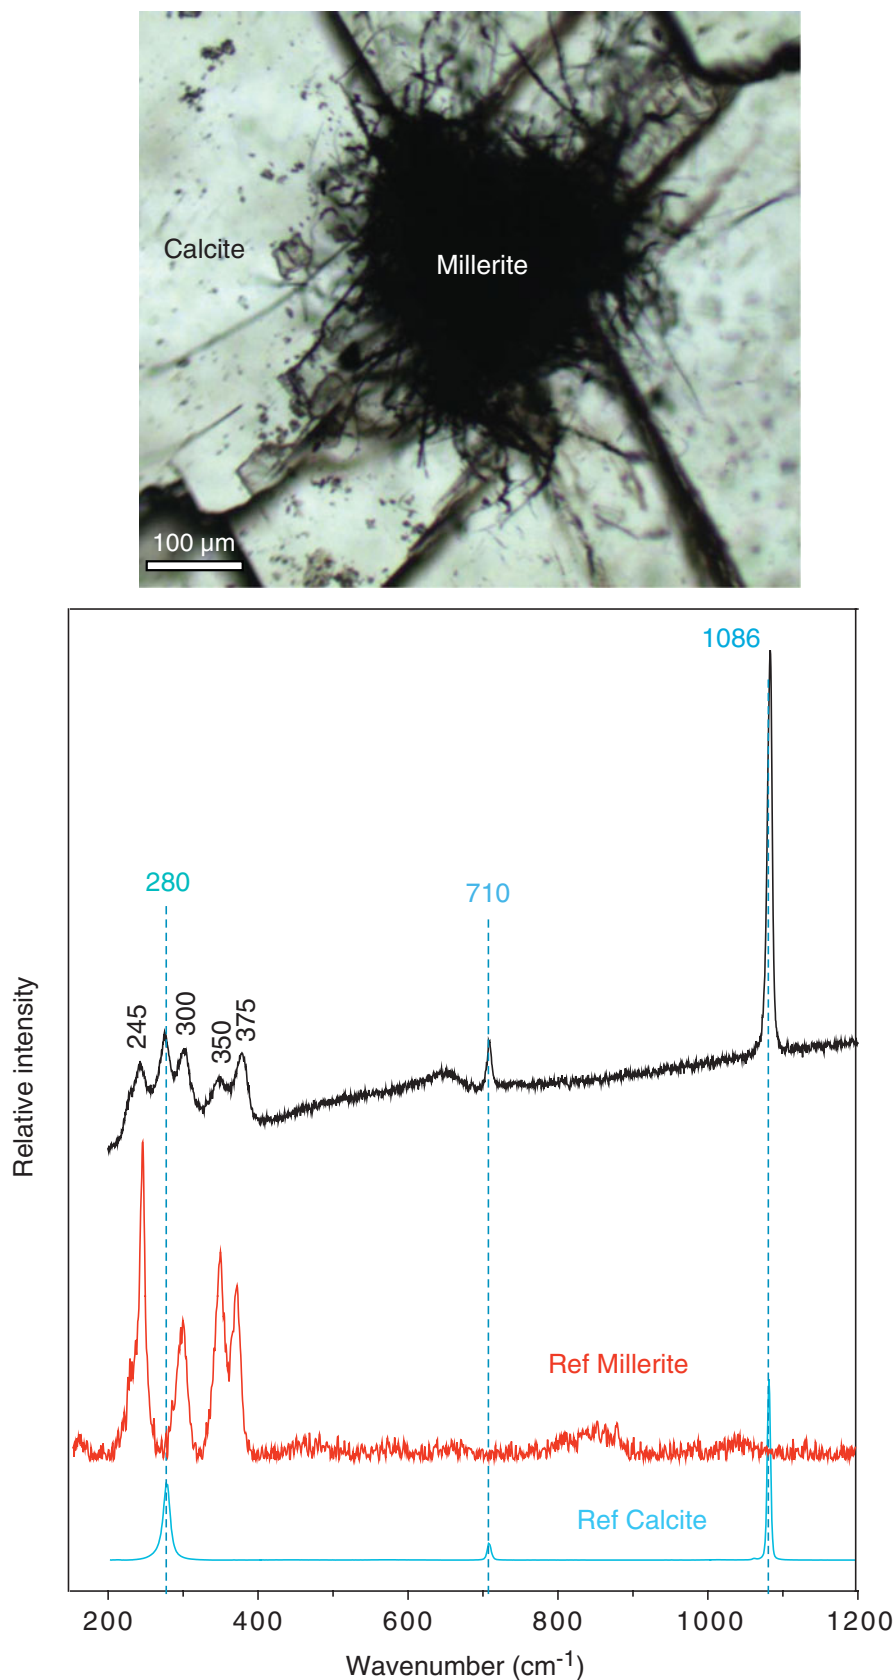 Calcite
Millerite
100 µm
1086
280
710
245
300
350
375
Relative intensity
Ref Millerite
Ref Calcite
200 400 600 800 1000 1200
Wavenumber (cm-1)